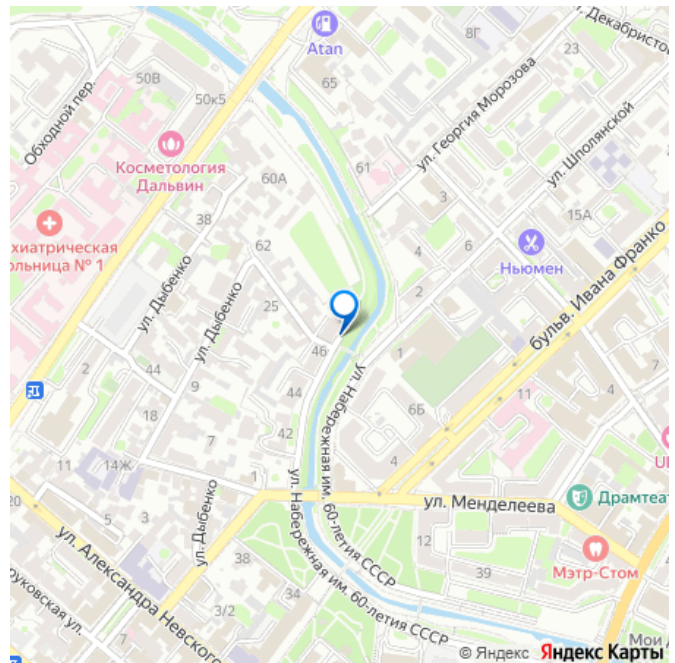 ул. Декабристов
Atan
8Г
23
65
50В
50к5
Обходной пер.
ул. Георгия Морозова
ул. Шполянской
Косметология
Дальвин
61
60А
3
15А
38
хиатрическая
ольница № 1
62
4
6
Ньюмен
бульв. Ивана Франко
ул. Дыбенко
ул. Дыбенко
25
2
46
1
ул. Набережная им. 60-летия СССР
2
9
44
11
4
18
6Б
7
42
4
11
14Ж
1
20
5
3
ул. Дыбенко
ул. Набережная им. 60-летия СССР
ул. Менделеева
Драмтеат
ул. Александра Невского
38
12
Мэтр-Стом
39
34
3/2
руковская ул.
7
Мои
© Яндекс Яндекс Карты